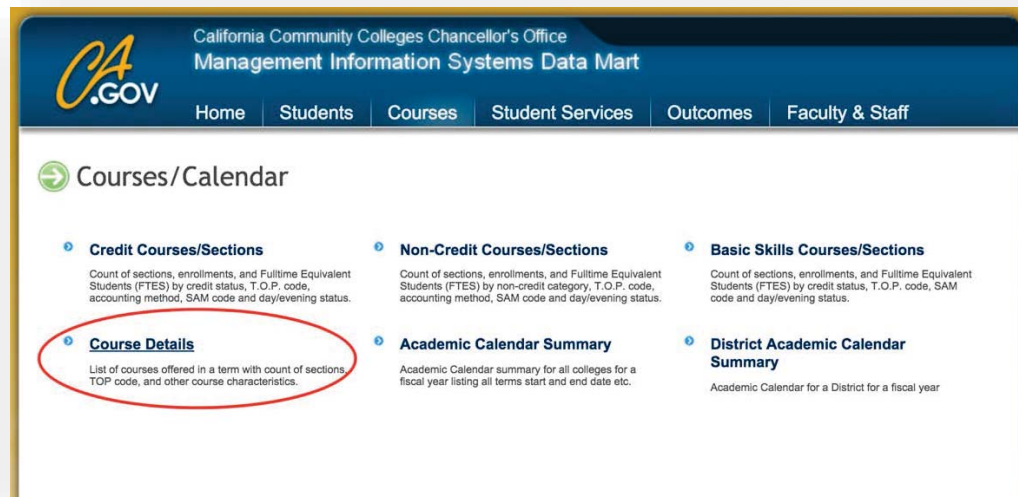 California Community Colleges Chancellor's Office
Management Information Systems Data Mart
CA
.GOV
Home Students Courses Student Services Outcomes Faculty & Staff
Courses/Calendar
Credit Courses/Sections
Count of sections, enrollments, and Fulltime Equivalent
Students (FTES) by credit status, T.O.P. code,
accounting method, SAM code and day/evening status.
Non-Credit Courses/Sections
Count of sections, enrollments, and Fulltime Equivalent
Students (FTES) by non-credit category, T.O.P. code,
accounting method, SAM code and day/evening status.
Basic Skills Courses/Sections
Count of sections, enrollments, and Fulltime Equivalent
Students (FTES) by credit status, T.O.P. code, SAM
code and day/evening status.
Course Details
List of courses offered in a term with count of sections,
TOP code, and other course characteristics.
Academic Calendar Summary
Academic Calendar summary for all colleges for a
fiscal year listing all terms start and end date etc.
District Academic Calendar
Summary
Academic Calendar for a District for a fiscal year